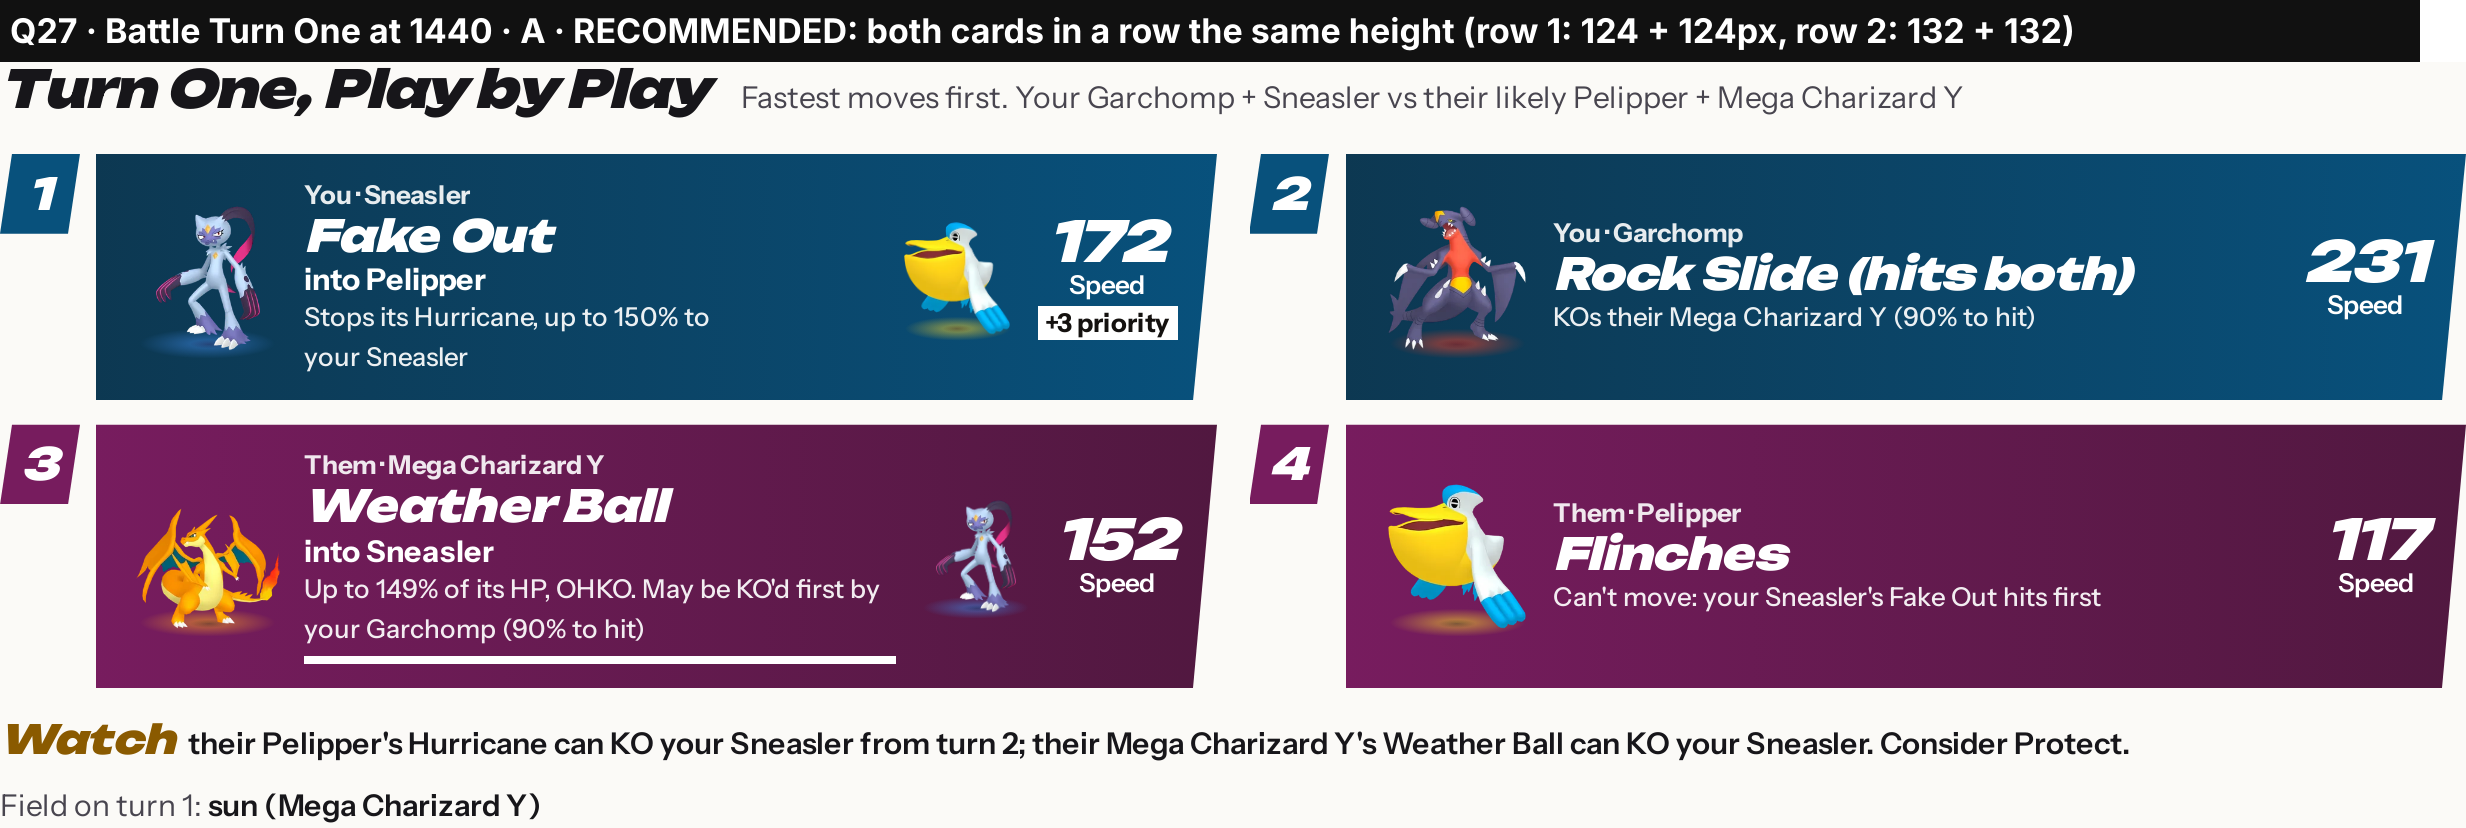 Q27 · Battle Turn One at 1440 · A · RECOMMENDED: both cards in a row the same height (row 1: 124 + 124px, row 2: 132 + 132)
Turn One, Play by Play
Fastest moves first. Your Garchomp + Sneasler vs their likely Pelipper + Mega Charizard Y
1
You · Sneasler
Fake Out
into Pelipper
Stops its Hurricane, up to 150% to
your Sneasler
172
Speed
+3 priority
2
You · Garchomp
Rock Slide (hits both)
KOs their Mega Charizard Y (90% to hit)
231
Speed
3
Them · Mega Charizard Y
Weather Ball
into Sneasler
Up to 149% of its HP, OHKO. May be KO'd first by
your Garchomp (90% to hit)
152
Speed
4
Them · Pelipper
Flinches
Can't move: your Sneasler's Fake Out hits first
117
Speed
Watch their Pelipper's Hurricane can KO your Sneasler from turn 2; their Mega Charizard Y's Weather Ball can KO your Sneasler. Consider Protect.
Field on turn 1: sun (Mega Charizard Y)